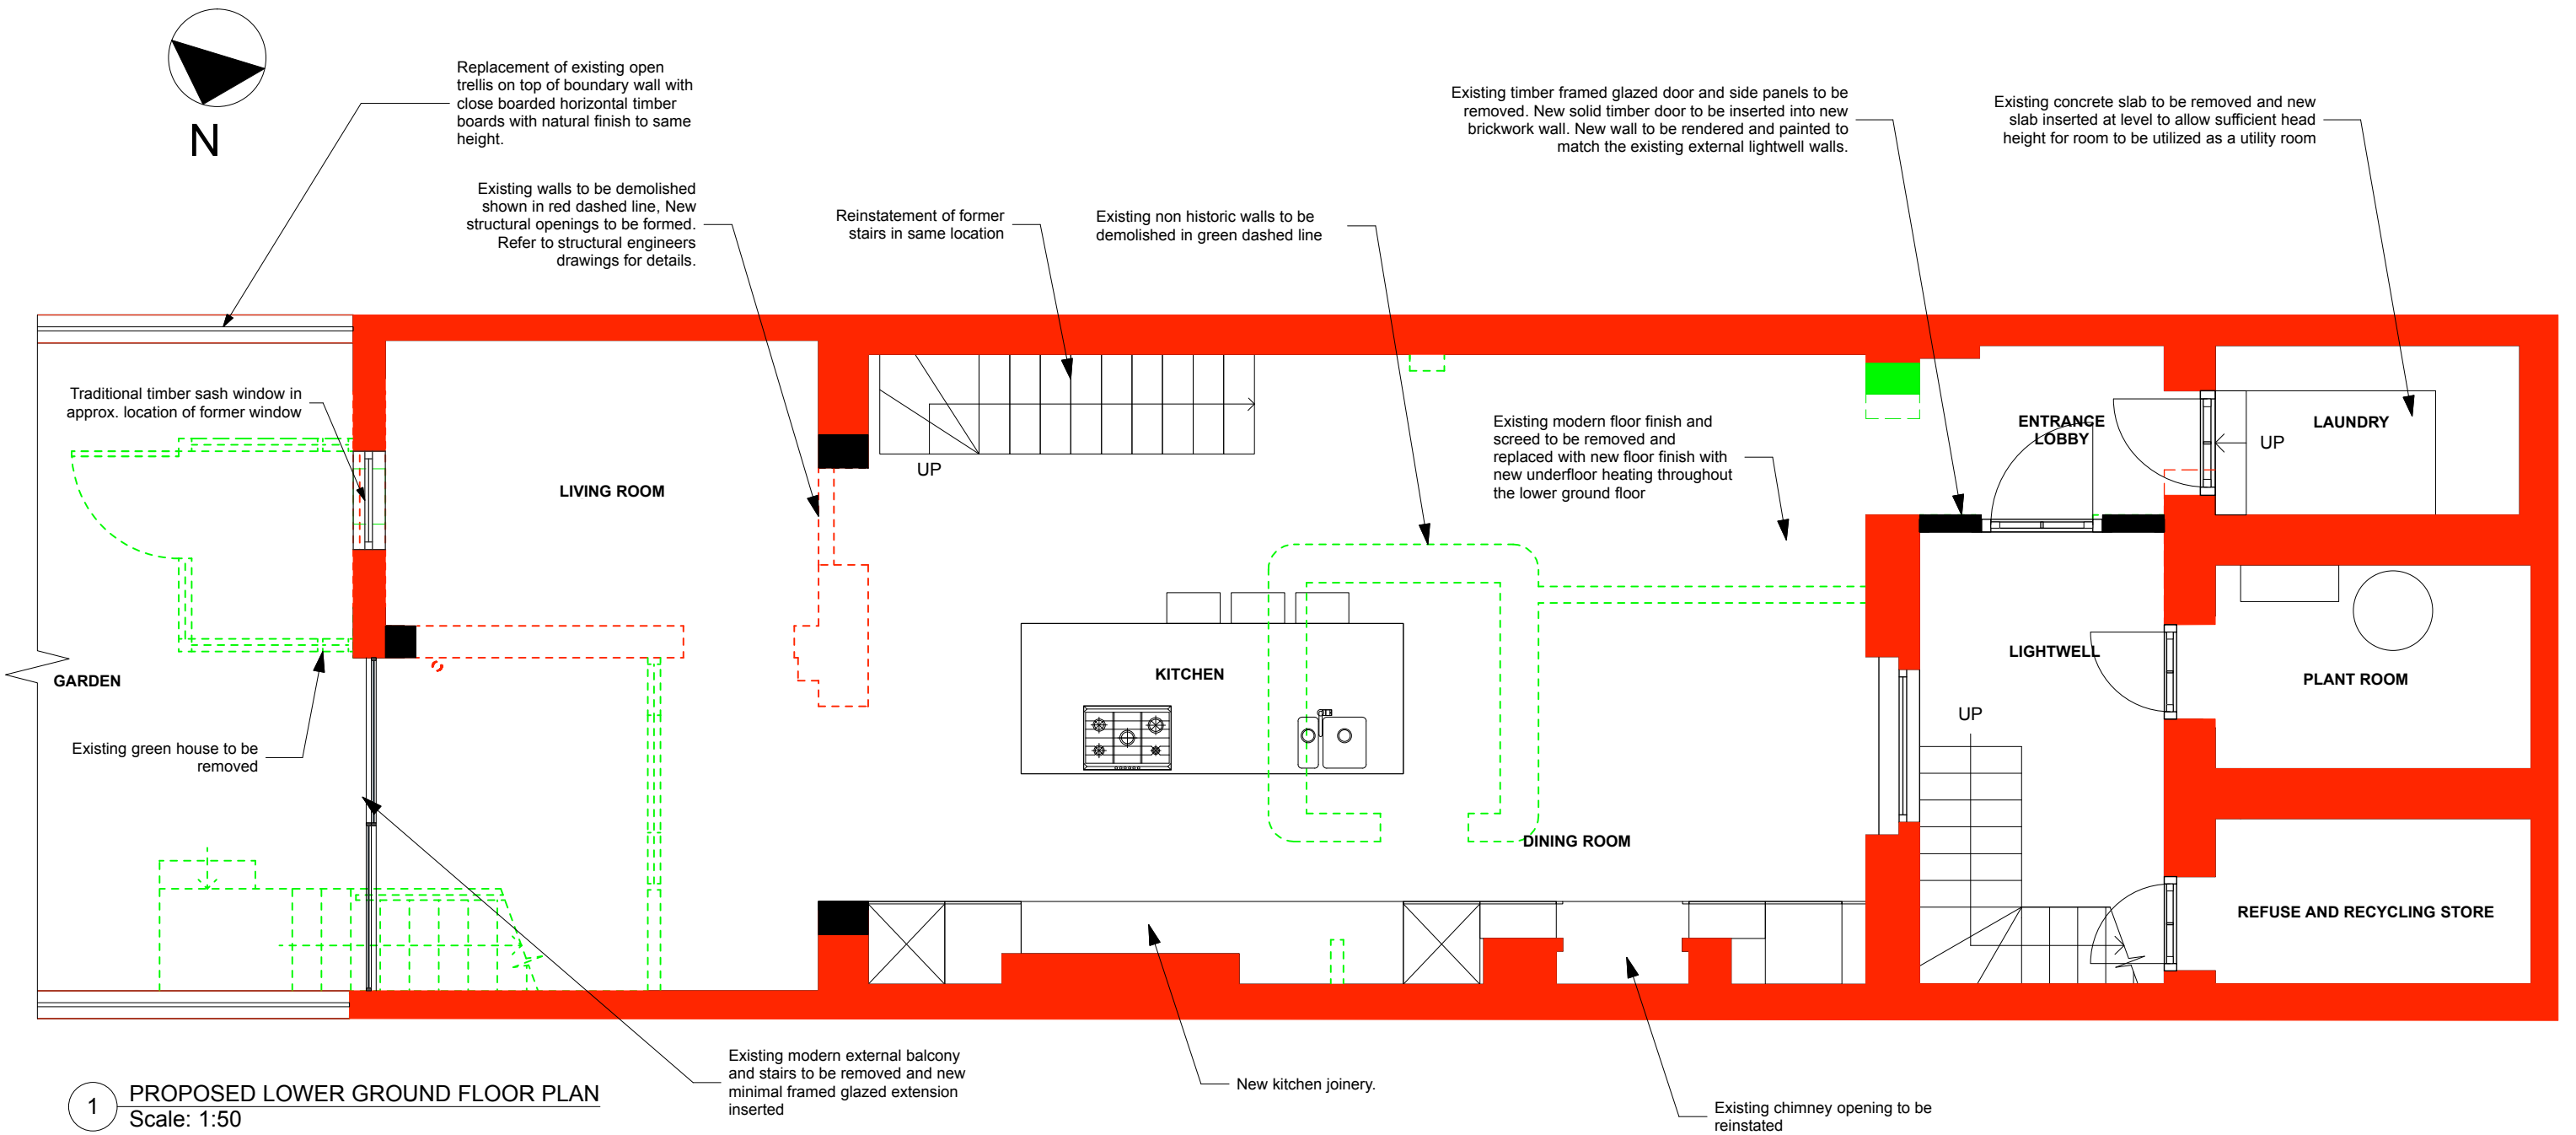 N
Replacement of existing open
trellis on top of boundary wall with
close boarded horizontal timber
boards with natural finish to same
height.
Existing walls to be demolished
shown in red dashed line, New
structural openings to be formed.
Refer to structural engineers
drawings for details.
Reinstatement of former
stairs in same location
Existing non historic walls to be
demolished in green dashed line
Existing timber framed glazed door and side panels to be
removed. New solid timber door to be inserted into new
brickwork wall. New wall to be rendered and painted to
match the existing external lightwell walls.
Existing concrete slab to be removed and new
slab inserted at level to allow sufficient head
height for room to be utilized as a utility room
Traditional timber sash window in
approx. location of former window
LIVING ROOM
UP
Existing modern floor finish and
screed to be removed and
replaced with new floor finish with
new underfloor heating throughout
the lower ground floor
ENTRANCE
LOBBY
UP
LAUNDRY
GARDEN
KITCHEN
LIGHTWELL
PLANT ROOM
UP
Existing green house to be
removed
DINING ROOM
REFUSE AND RECYCLING STORE
Existing modern external balcony
and stairs to be removed and new
minimal framed glazed extension
inserted
New kitchen joinery.
Existing chimney opening to be
reinstated
1
PROPOSED LOWER GROUND FLOOR PLAN
Scale: 1:50